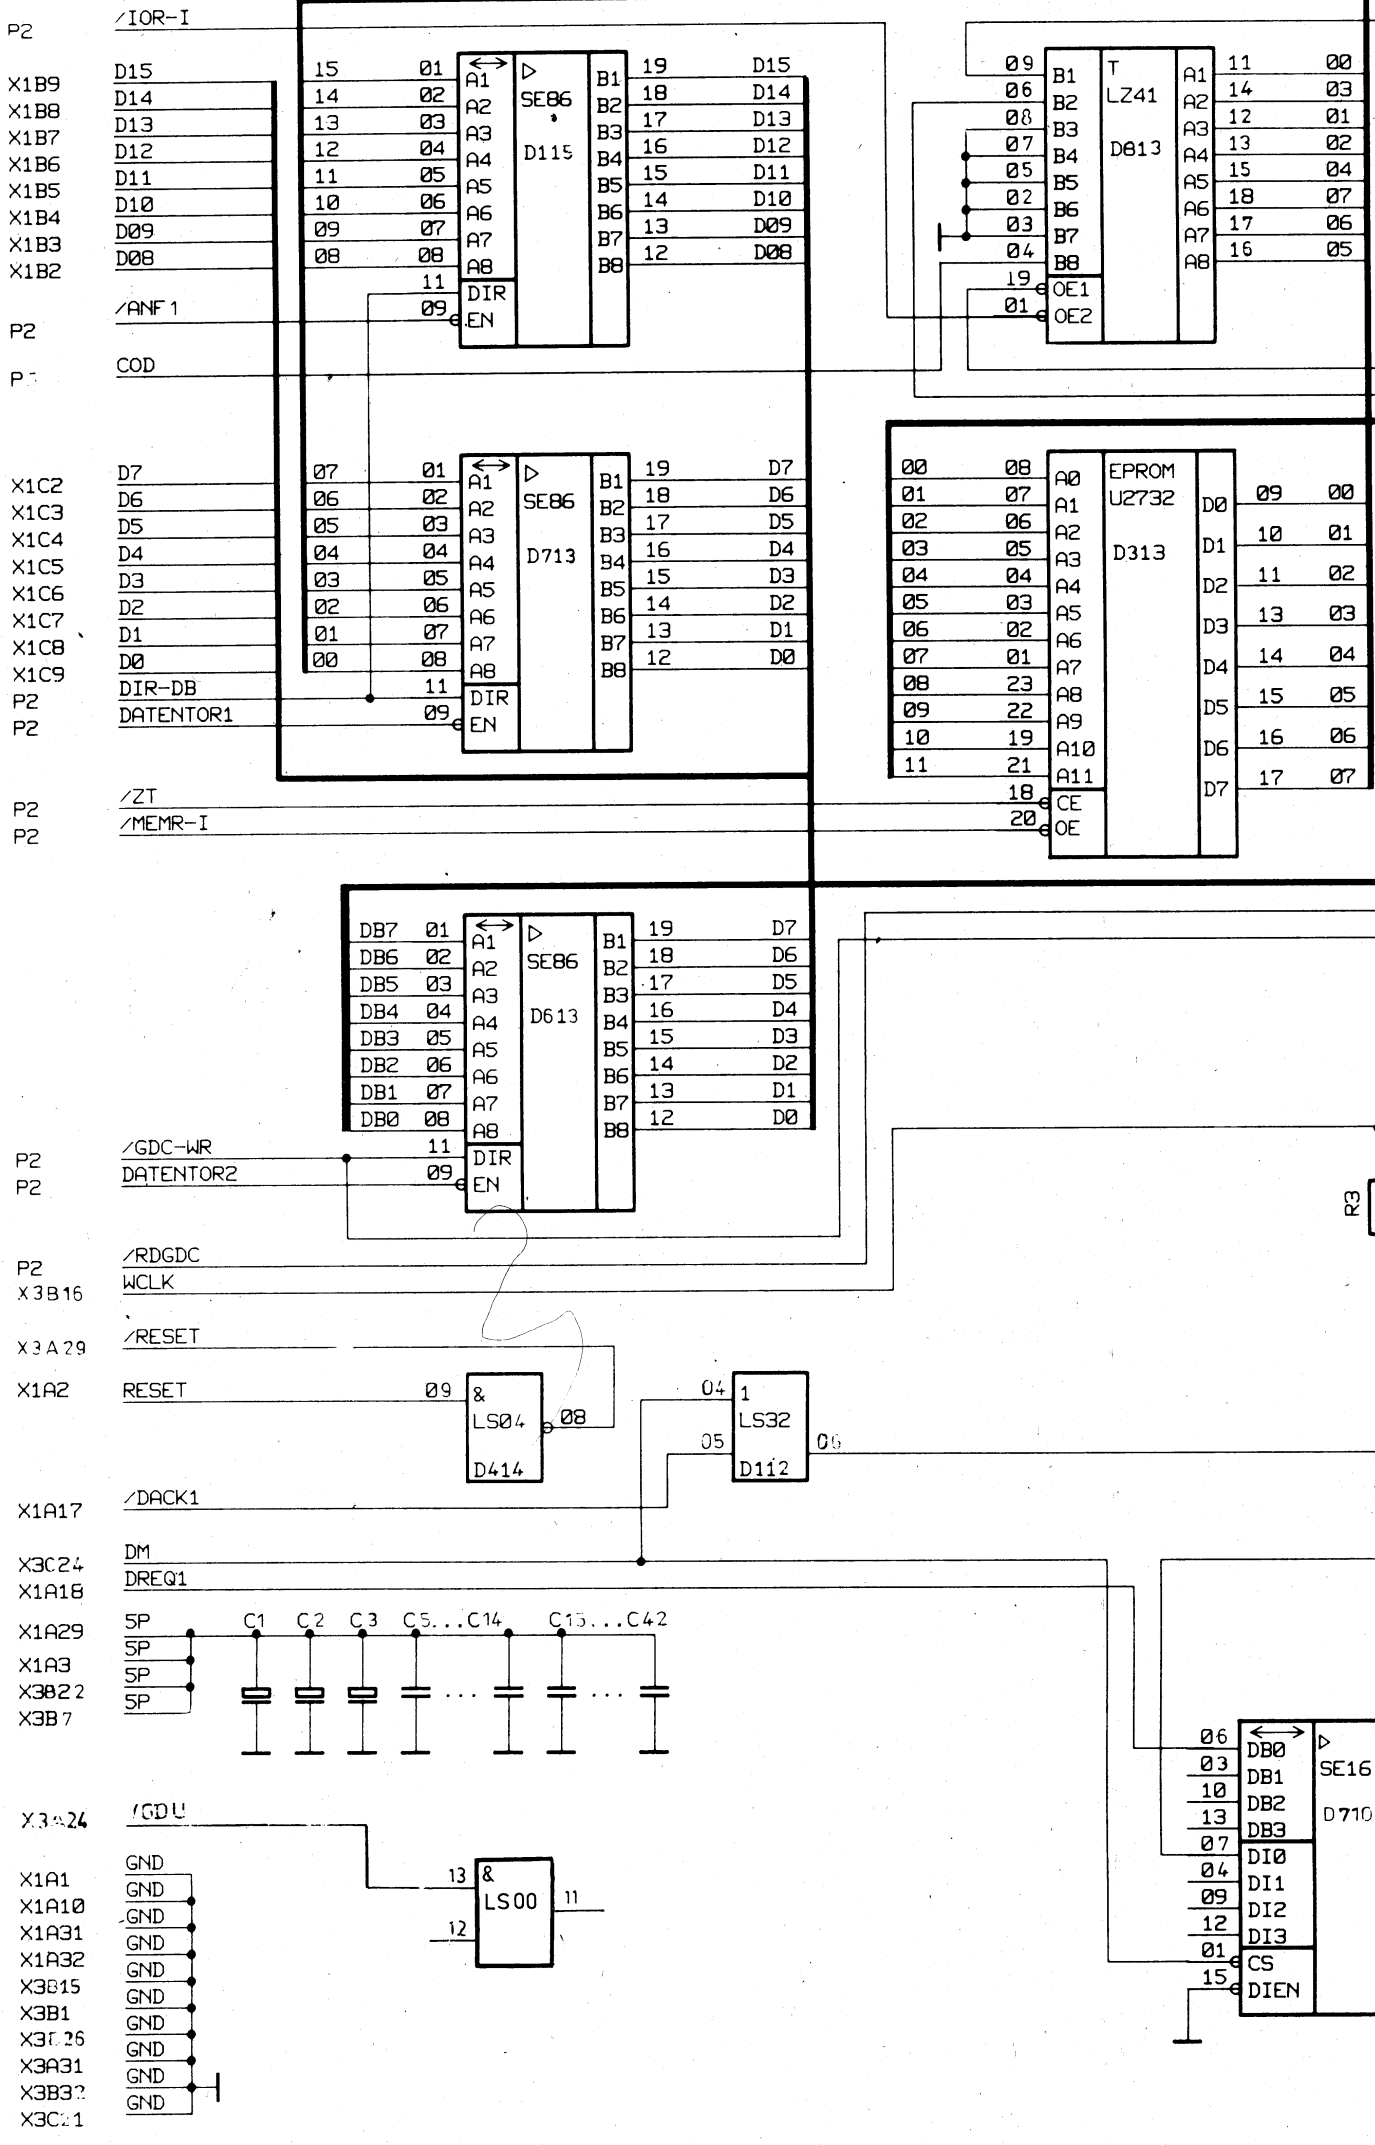 P2 /IOR-I
X1B9 D15 15 01 A1 SE86 B1 19 D15
X1B8 D14 14 02 A2 B2 18 D14
X1B7 D13 13 03 A3 D115 B3 17 D13
X1B6 D12 12 04 A4 B4 16 D12
X1B5 D11 11 05 A5 B5 15 D11
X1B4 D10 10 06 A6 B6 14 D10
X1B3 D09 09 07 A7 B7 13 D09
X1B2 D08 08 08 A8 B8 12 D08
11 DIR
P2 /ANF1 09 EN
COD
09 B1 T A1 11 00
06 B2 LZ41 A2 14 03
08 B3 A3 12 01
07 B4 D813 A4 13 02
05 B5 A5 15 04
02 B6 A6 18 07
03 B7 A7 17 06
04 B8 A8 16 05
19 OE1
01 OE2
X1C2 D7 07 01 A1 SE86 B1 19 D7
X1C3 D6 06 02 A2 B2 18 D6
X1C4 D5 05 03 A3 D713 B3 17 D5
X1C5 D4 04 04 A4 B4 16 D4
X1C6 D3 03 05 A5 B5 15 D3
X1C7 D2 02 06 A6 B6 14 D2
X1C8 D1 01 07 A7 B7 13 D1
X1C9 D0 00 08 A8 B8 12 D0
P2 DIR-DB 11 DIR
P2 DATENTOR1 09 EN
00 08 A0 EPROM
01 07 A1 U2732 D0 09 00
02 06 A2 D1 10 01
03 05 A3 D313
04 04 A4 D2 11 02
05 03 A5 D3 13 03
06 02 A6
07 01 A7 D4 14 04
08 23 A8 D5 15 05
09 22 A9
10 19 A10 D6 16 06
11 21 A11 D7 17 07
P2 /ZT 18 CE
P2 /MEMR-I 20 OE
DB7 01 A1 SE86 B1 19 D7
DB6 02 A2 B2 18 D6
DB5 03 A3 D613 B3 17 D5
DB4 04 A4 B4 16 D4
DB3 05 A5 B5 15 D3
DB2 06 A6 B6 14 D2
DB1 07 A7 B7 13 D1
DB0 08 A8 B8 12 D0
P2 /GDC-WR 11 DIR
P2 DATENTOR2 09 EN
R3
P2 /RDGDC
X3B16 WCLK
X3A29 /RESET
X1A2 RESET 09 & LS04 08 D414
04 1 LS32
05 D112 06
X1A17 /DACK1
X3C24 DM
X1A18 DREQ1
X1A29 5P C1 C2 C3 C5...C14 C15...C42
X1A3 5P
X3B22 5P
X3B7 5P
... ...
06 DB0 SE16
03 DB1
10 DB2 D710
13 DB3
07 DI0
04 DI1
09 DI2
12 DI3
01 CS
15 DIEN
/GDU
13 & LS00 11
12
X1A1 GND
X1A10 GND
X1A31 GND
X1A32 GND
X3B15 GND
X3B1 GND
GND
X3A31 GND
GND
GND